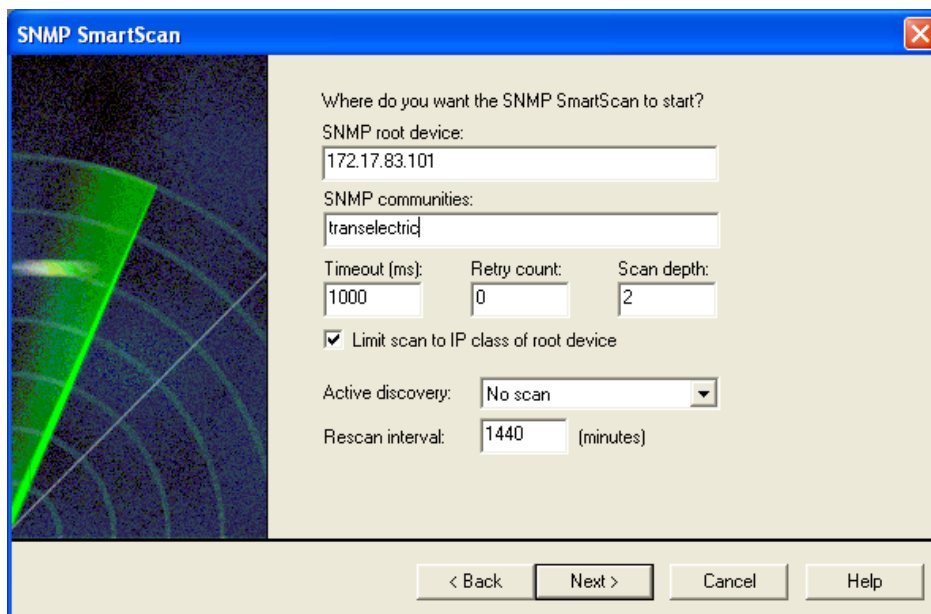 SNMP SmartScan
Where do you want the SNMP SmartScan to start?
SNMP root device:
172.17.83.101
SNMP communities:
transelectric
Timeout (ms): Retry count: Scan depth:
1000 0 2
Limit scan to IP class of root device
Active discovery: No scan
Rescan interval: 1440 (minutes)
< Back Next > Cancel Help